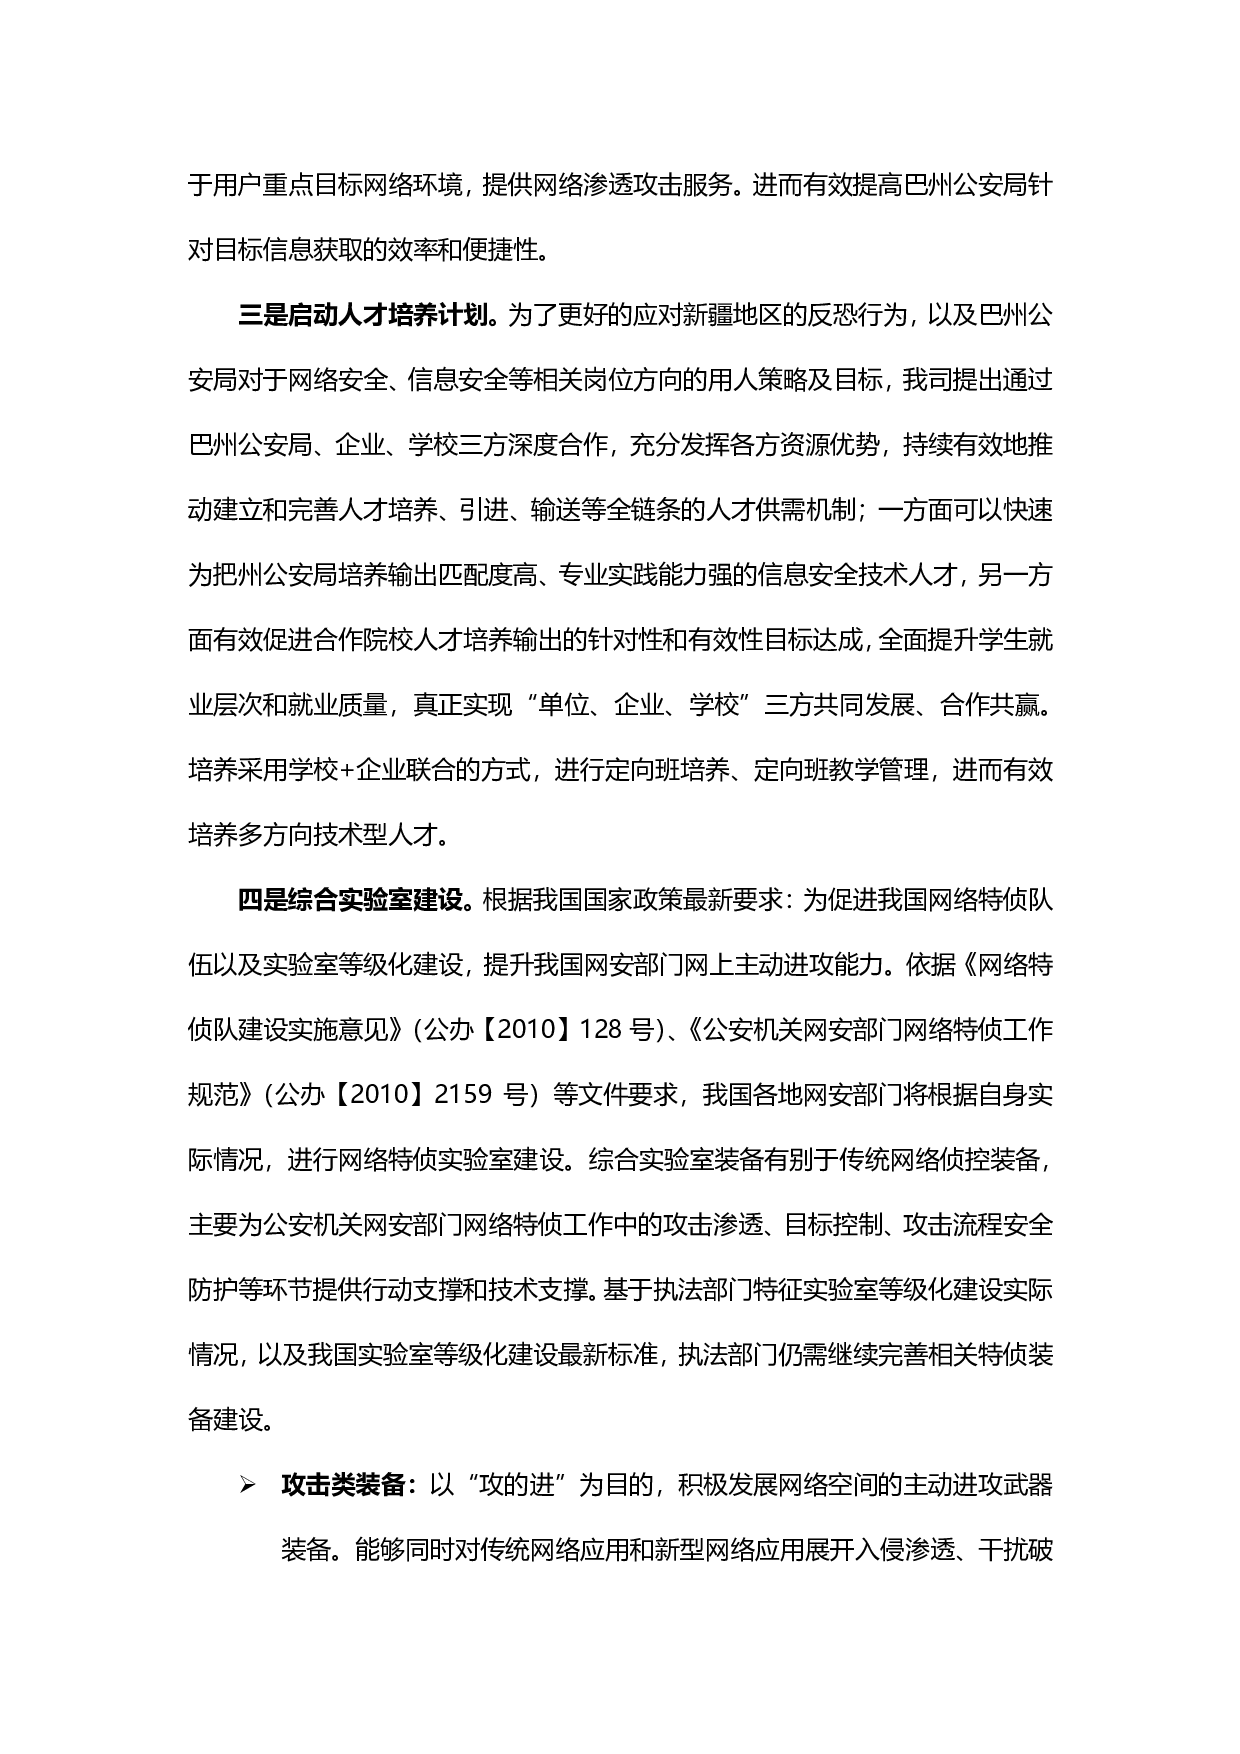 于用户重点目标网络环境，提供网络渗透攻击服务。进而有效提高巴州公安局针
对目标信息获取的效率和便捷性。
三是启动人才培养计划。为了更好的应对新疆地区的反恐行为，以及巴州公
安局对于网络安全、信息安全等相关岗位方向的用人策略及目标，我司提出通过
巴州公安局、企业、学校三方深度合作，充分发挥各方资源优势，持续有效地推
动建立和完善人才培养、引进、输送等全链条的人才供需机制；一方面可以快速
为把州公安局培养输出匹配度高、专业实践能力强的信息安全技术人才，另一方
面有效促进合作院校人才培养输出的针对性和有效性目标达成，全面提升学生就
业层次和就业质量，真正实现“单位、企业、学校”三方共同发展、合作共赢。
培养采用学校+企业联合的方式，进行定向班培养、定向班教学管理，进而有效
培养多方向技术型人才。
四是综合实验室建设。根据我国国家政策最新要求：为促进我国网络特侦队
伍以及实验室等级化建设，提升我国网安部门网上主动进攻能力。依据《网络特
侦队建设实施意见》（公办【2010】128 号）、《公安机关网安部门网络特侦工作
规范》（公办【2010】2159 号）等文件要求，我国各地网安部门将根据自身实
际情况，进行网络特侦实验室建设。综合实验室装备有别于传统网络侦控装备，
主要为公安机关网安部门网络特侦工作中的攻击渗透、目标控制、攻击流程安全
防护等环节提供行动支撑和技术支撑。基于执法部门特征实验室等级化建设实际
情况，以及我国实验室等级化建设最新标准，执法部门仍需继续完善相关特侦装
备建设。
➢ 攻击类装备：以“攻的进”为目的，积极发展网络空间的主动进攻武器
装备。能够同时对传统网络应用和新型网络应用展开入侵渗透、干扰破